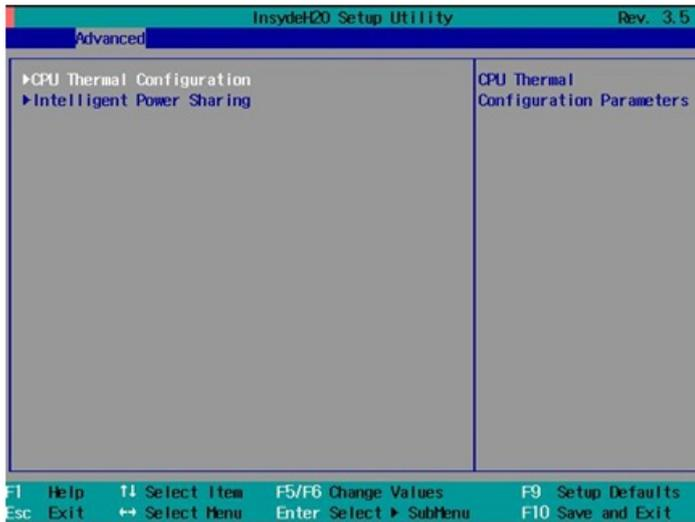 InsydeH20 Setup Utility Rev. 3.5
Advanced
▶CPU Thermal Configuration
▶Intelligent Power Sharing
CPU Thermal
Configuration Parameters
F1 Help ↑↓ Select Item F5/F6 Change Values F9 Setup Defaults
Esc Exit ↔ Select Menu Enter Select ▶ SubMenu F10 Save and Exit